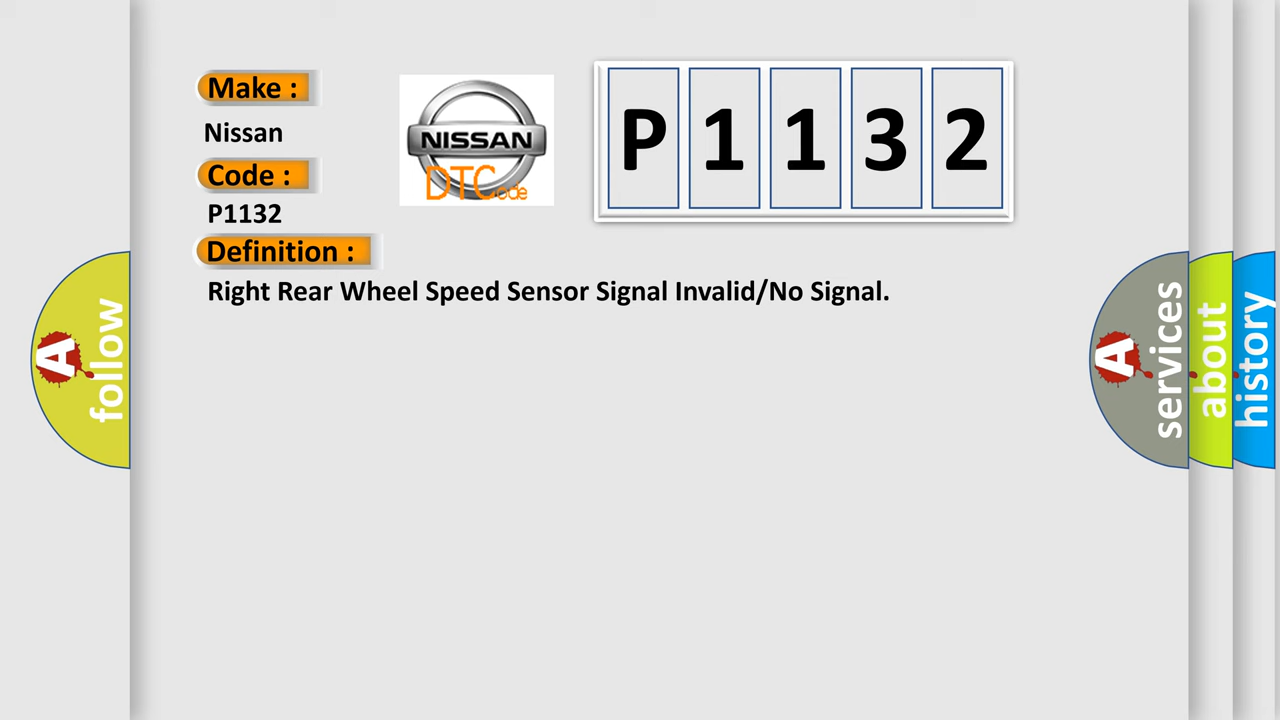 Make :
Nissan
Code :
P1132
Definition :
Right Rear Wheel Speed Sensor Signal Invalid/No Signal.
NISSAN
DTCode
P 1 1 3 2
A follow
A services
about
history